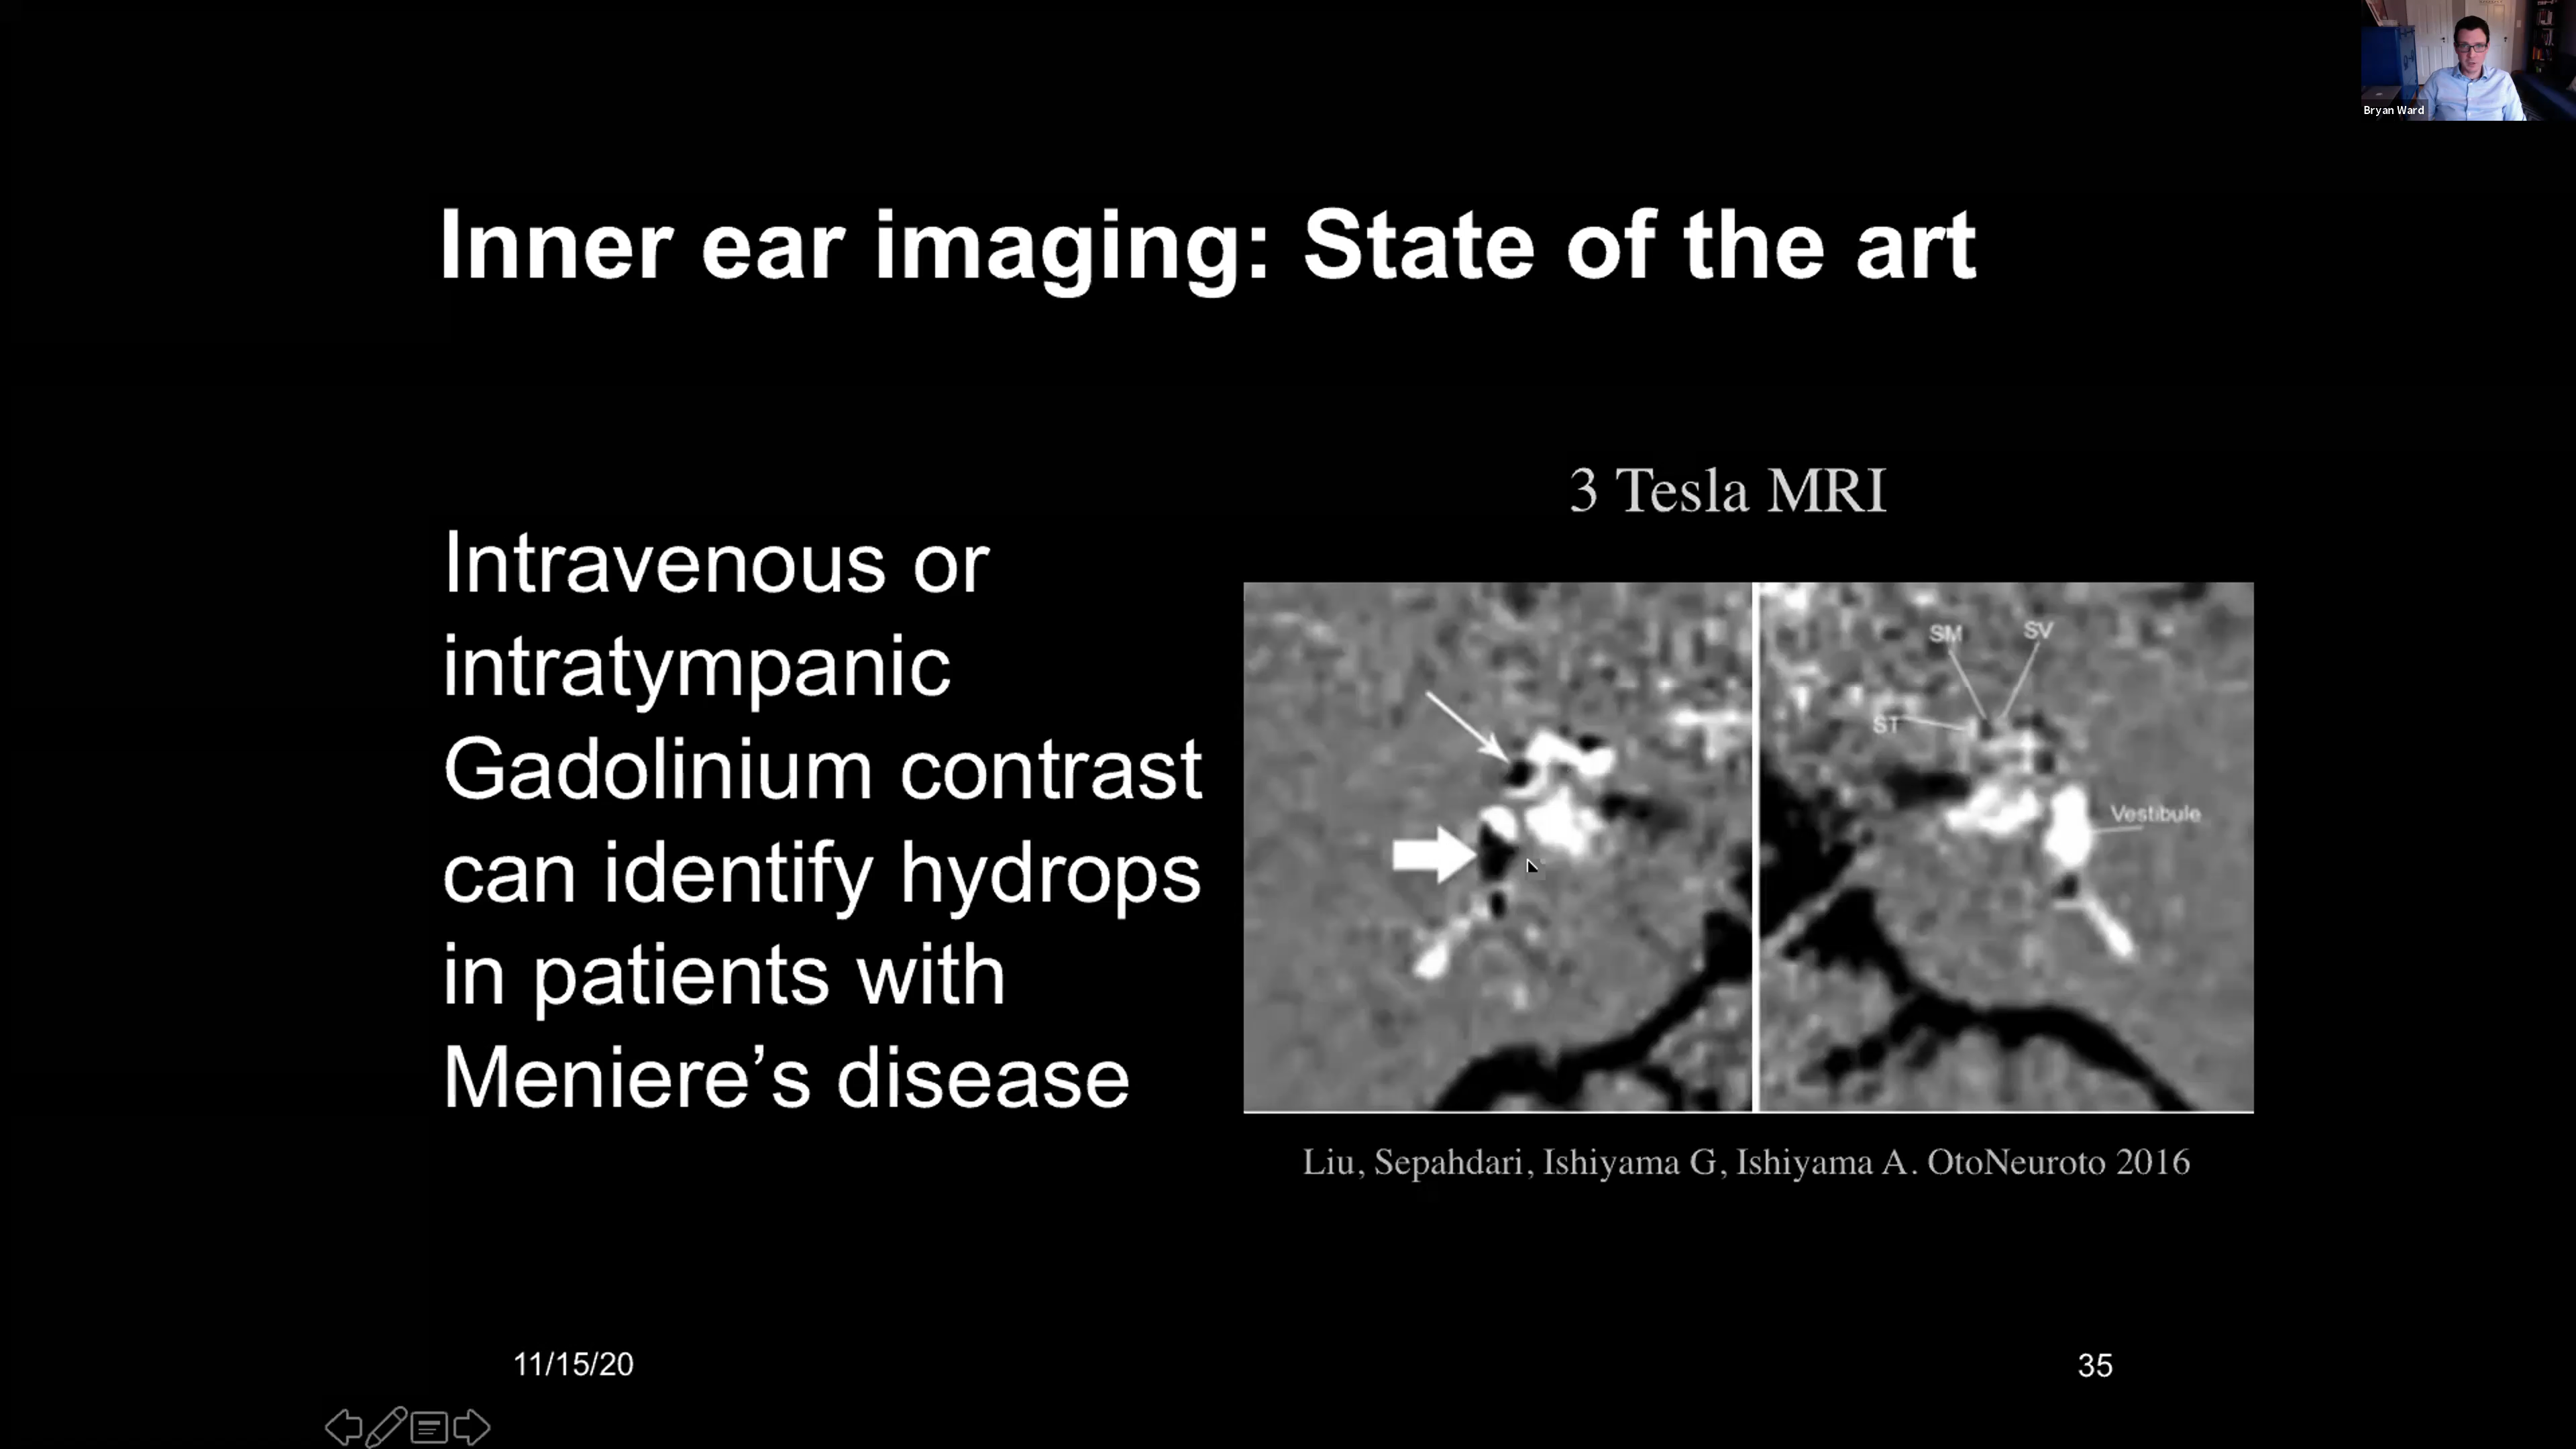 Bryan Ward
Inner ear imaging: State of the art
3 Tesla MRI
Intravenous or
intratympanic
Gadolinium contrast
can identify hydrops
in patients with
Meniere’s disease
SM
SV
ST
Vestibule
Liu, Sepahdari, Ishiyama G, Ishiyama A. OtoNeuroto 2016
11/15/20
35